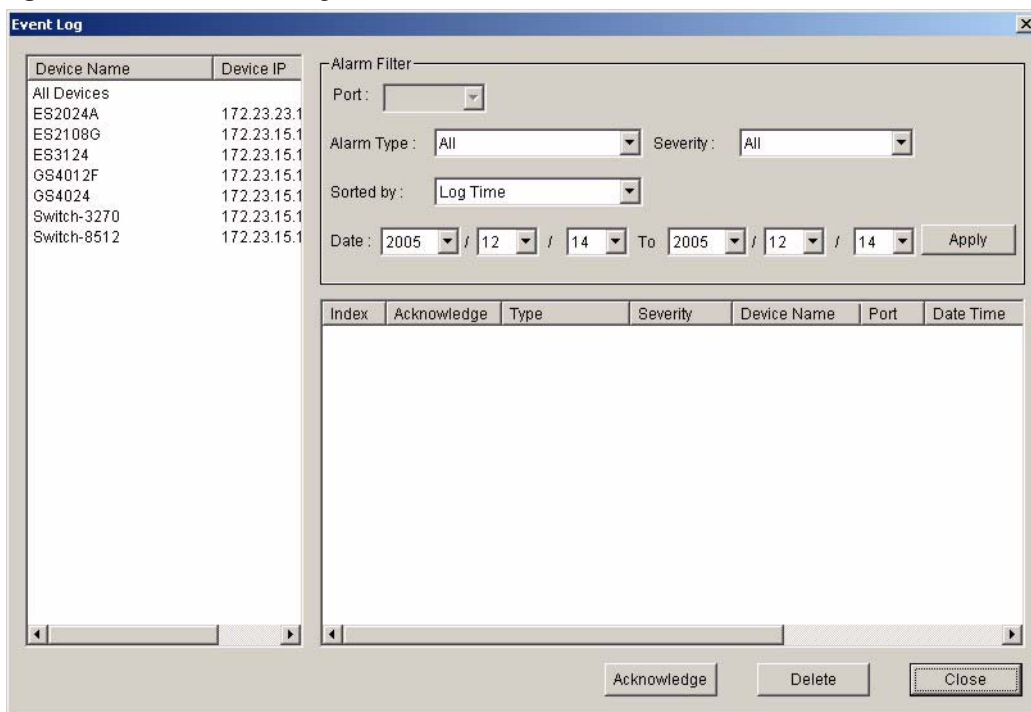 Event Log
Device Name Device IP
All Devices
ES2024A 172.23.23.1
ES2108G 172.23.15.1
ES3124 172.23.15.1
GS4012F 172.23.15.1
GS4024 172.23.15.1
Switch-3270 172.23.15.1
Switch-8512 172.23.15.1
Alarm Filter
Port :
Alarm Type : All Severity : All
Sorted by : Log Time
Date : 2005 / 12 / 14 To 2005 / 12 / 14 Apply
Index Acknowledge Type Severity Device Name Port Date Time
Acknowledge Delete Close